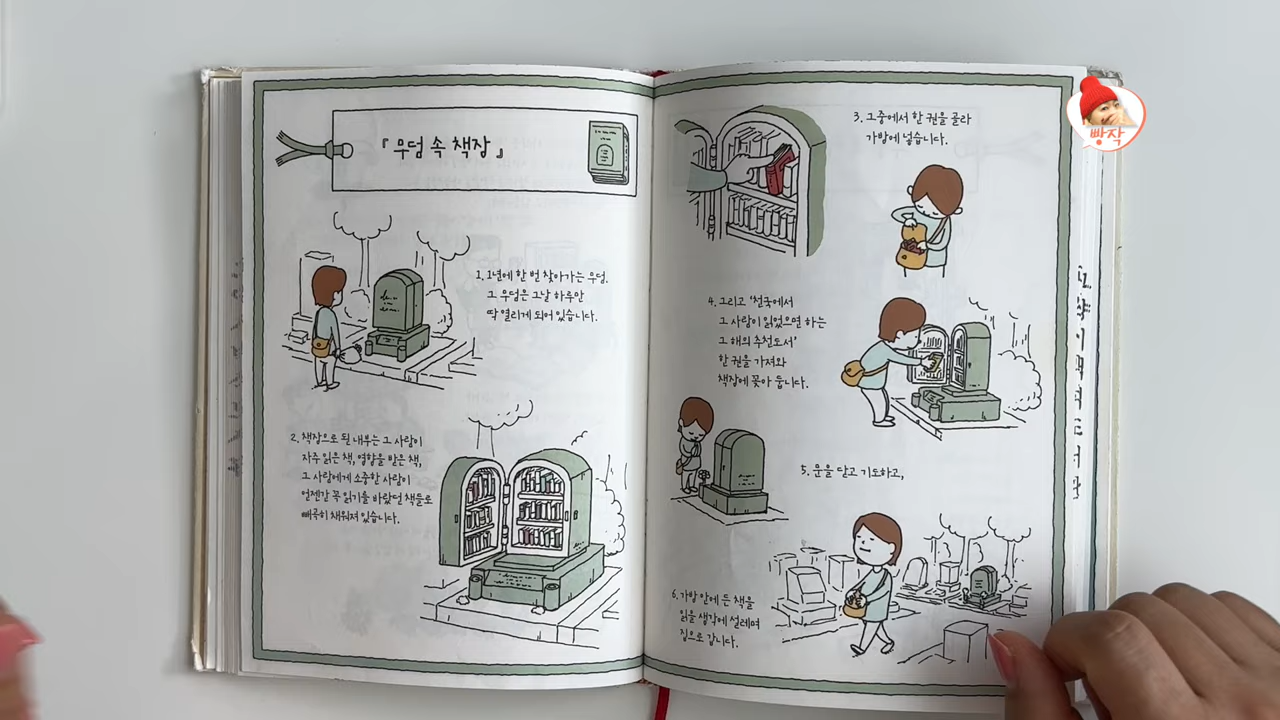 『무덤 속 책장』
1. 1년에 한 번 찾아가는 무덤.
그 무덤은 그날 하루만
딱 열리게 되어 있습니다.
2. 책장으로 된 내부는 그 사람이
자주 읽은 책, 영향을 받은 책,
그 사람에게 소중한 사람이
언젠간 꼭 읽기를 바랐던 책들로
빼곡히 채워져 있습니다.
3. 그중에서 한 권을 골라
가방에 넣습니다.
4. 그리고 '천국에서
그 사람이 읽었으면 하는
그 해의 추천도서'
한 권을 가져와
책장에 꽂아 둡니다.
5. 문을 닫고 기도하고,
6. 가방 안에 든 책을
읽을 생각에 설레며
집으로 갑니다.
빵작